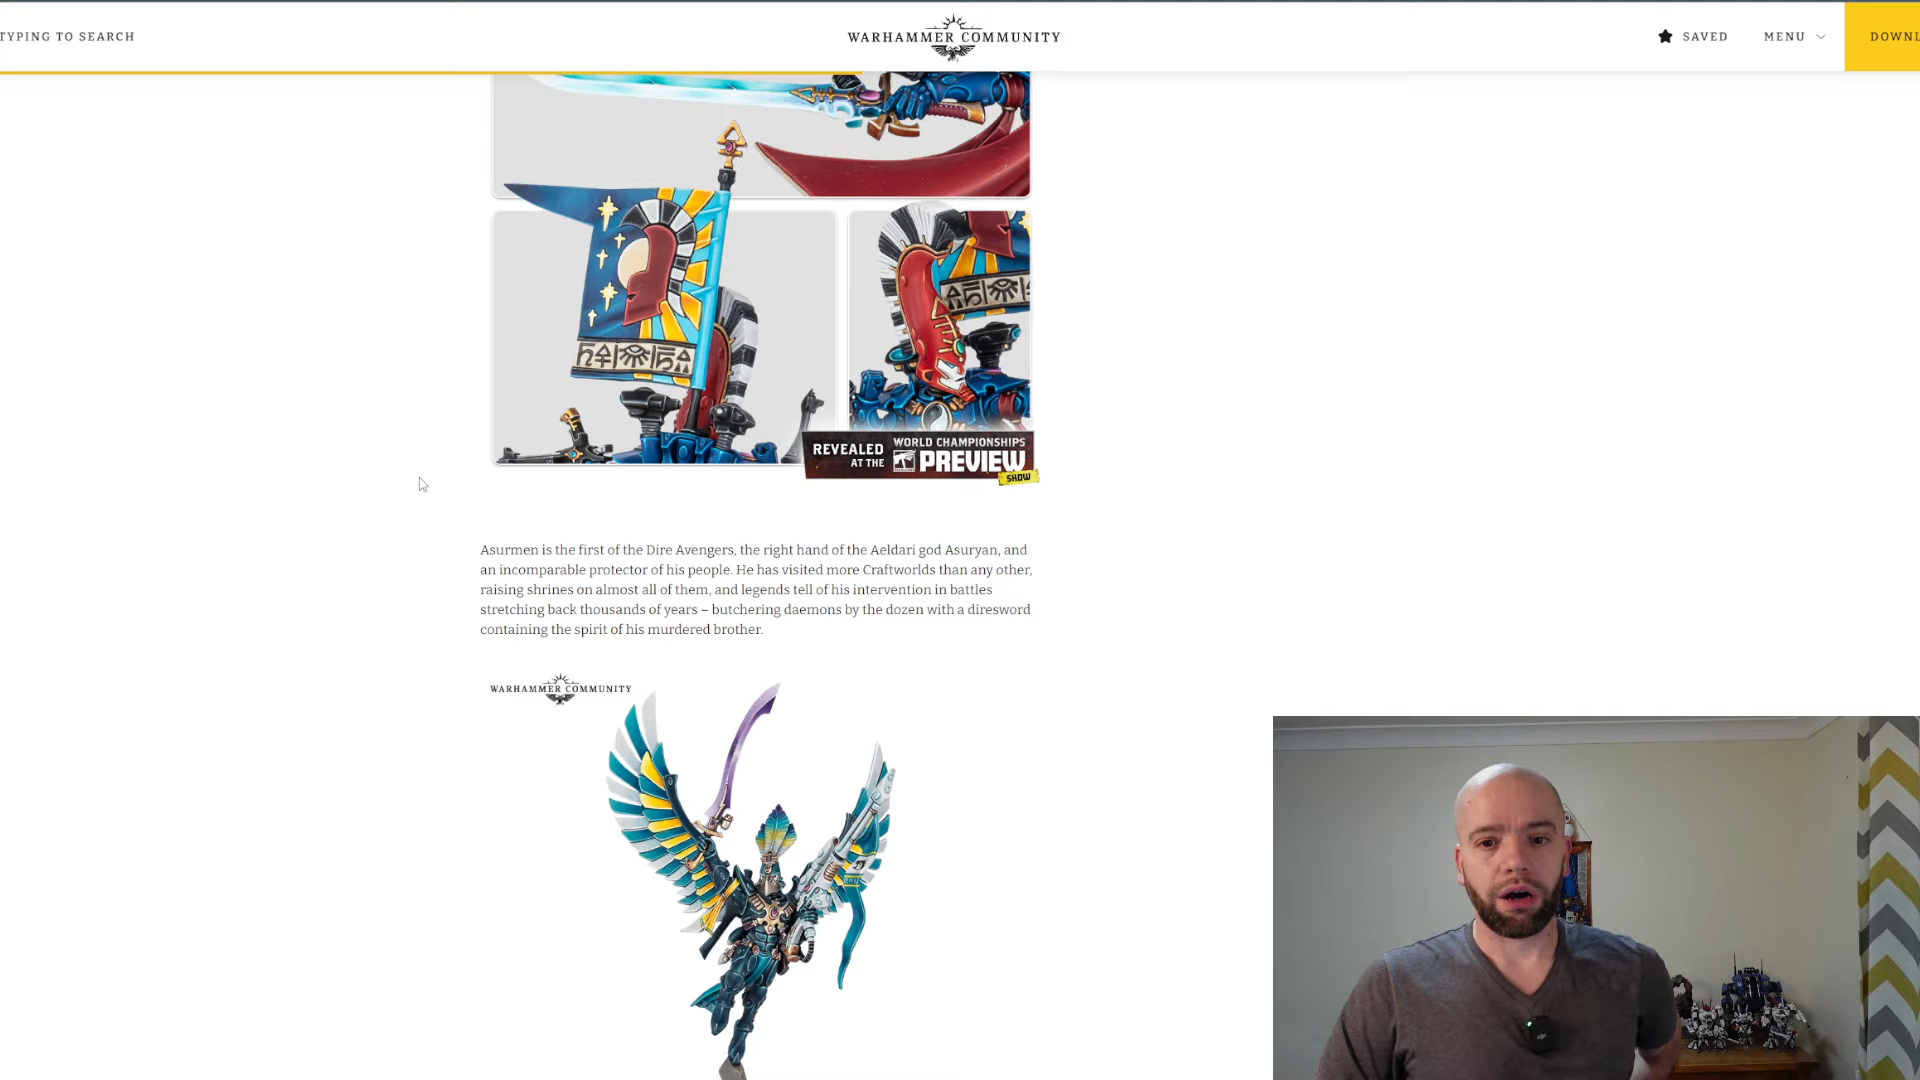 TYPING TO SEARCH
WARHAMMER COMMUNITY
SAVED
MENU
DOWNL
REVEALED
AT THE
WORLD CHAMPIONSHIPS
PREVIEW
SHOW
Asurmen is the first of the Dire Avengers, the right hand of the Aeldari god Asuryan, and
an incomparable protector of his people. He has visited more Craftworlds than any other,
raising shrines on almost all of them, and legends tell of his intervention in battles
stretching back thousands of years – butchering daemons by the dozen with a diresword
containing the spirit of his murdered brother.
WARHAMMER COMMUNITY